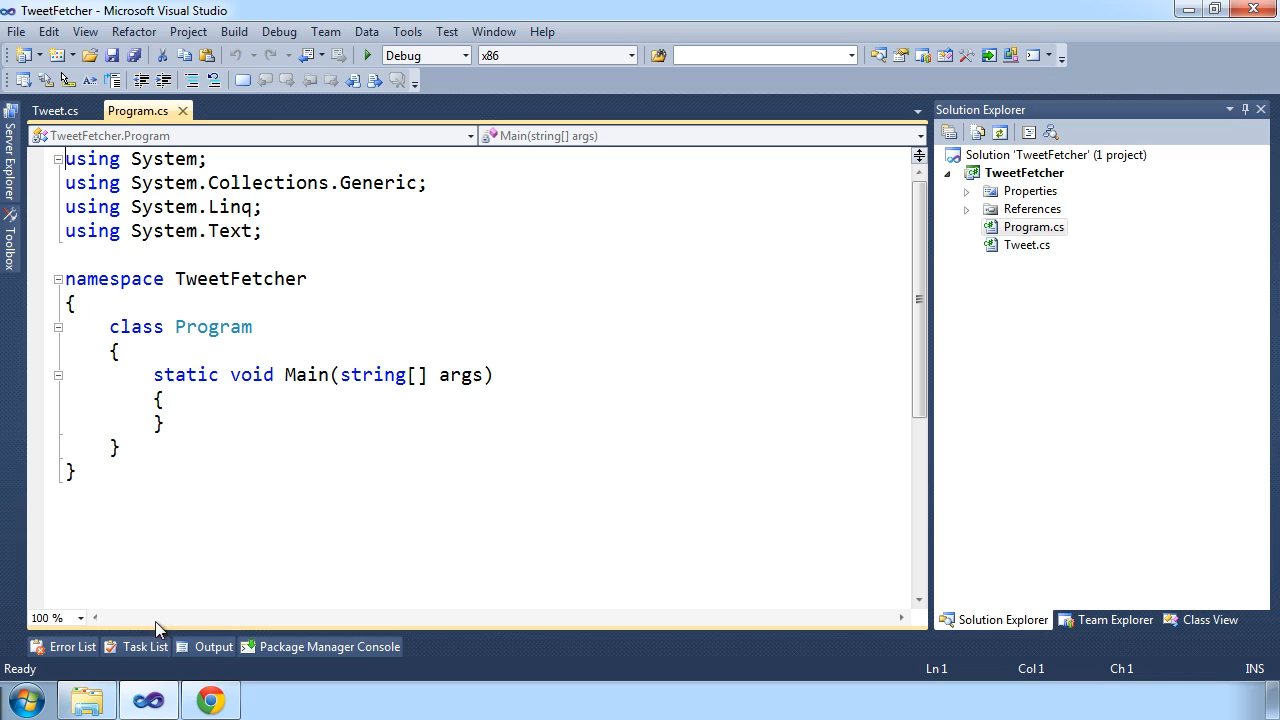 TweetFetcher - Microsoft Visual Studio
File Edit View Refactor Project Build Debug Team Data Tools Test Window Help
Debug x86
Tweet.cs Program.cs
TweetFetcher.Program Main(string[] args)
using System;
using System.Collections.Generic;
using System.Linq;
using System.Text;
namespace TweetFetcher
{
class Program
{
static void Main(string[] args)
{
}
}
}
100 %
Server Explorer
Toolbox
Solution Explorer
Solution 'TweetFetcher' (1 project)
TweetFetcher
Properties
References
Program.cs
Tweet.cs
Solution Explorer Team Explorer Class View
Error List Task List Output Package Manager Console
Ready Ln 1 Col 1 Ch 1 INS